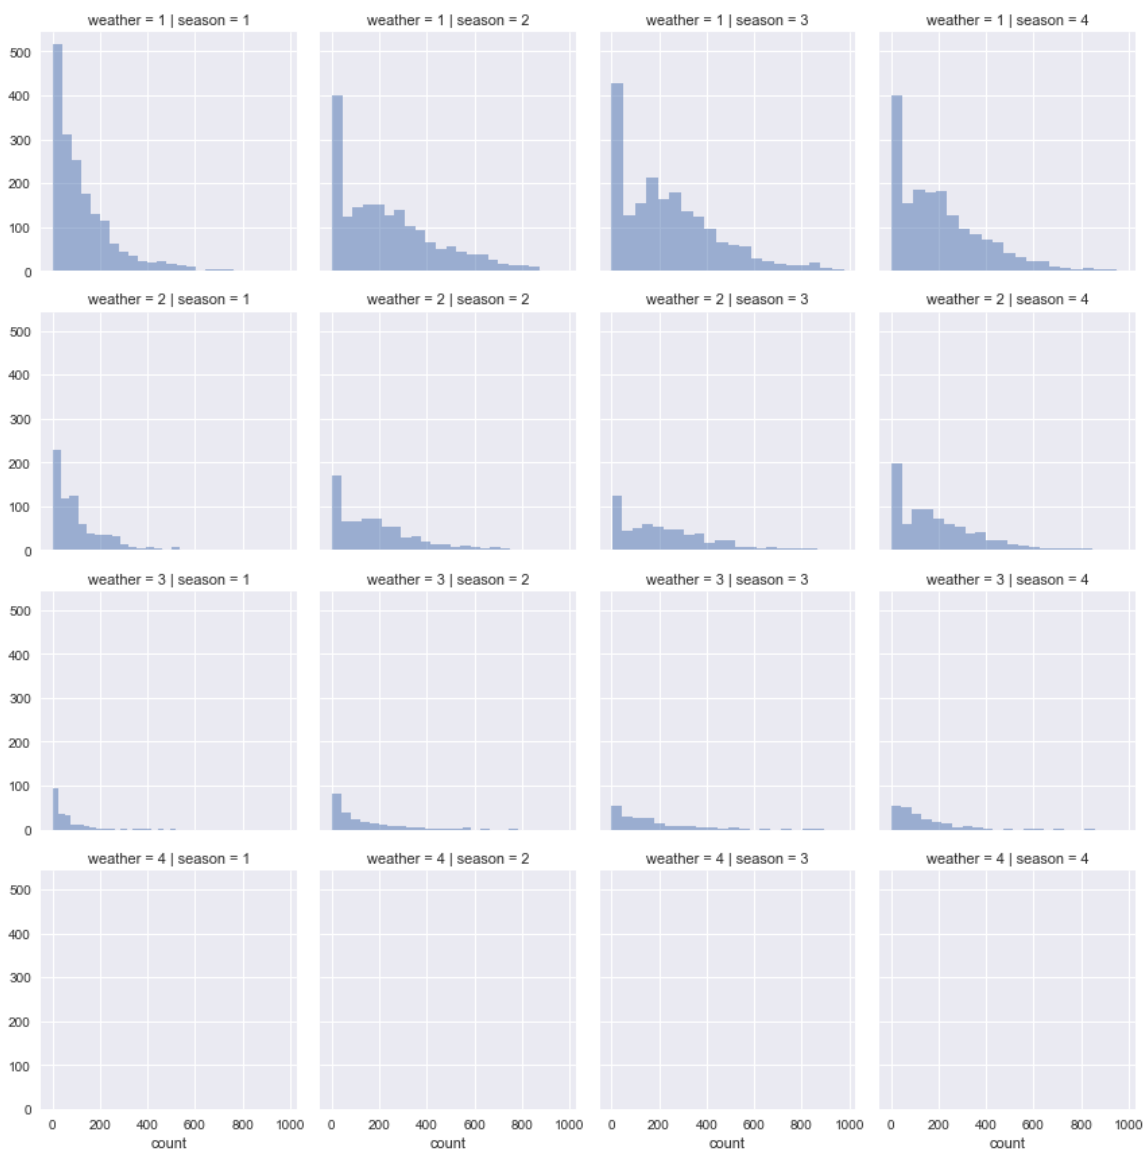 weather = 1 | season = 1
weather = 1 | season = 2
weather = 1 | season = 3
weather = 1 | season = 4
500
400
300
200
100
0
weather = 2 | season = 1
weather = 2 | season = 2
weather = 2 | season = 3
weather = 2 | season = 4
500
400
300
200
100
0
weather = 3 | season = 1
weather = 3 | season = 2
weather = 3 | season = 3
weather = 3 | season = 4
500
400
300
200
100
0
weather = 4 | season = 1
weather = 4 | season = 2
weather = 4 | season = 3
weather = 4 | season = 4
500
400
300
200
100
0
0 200 400 600 800 1000
0 200 400 600 800 1000
0 200 400 600 800 1000
0 200 400 600 800 1000
count
count
count
count